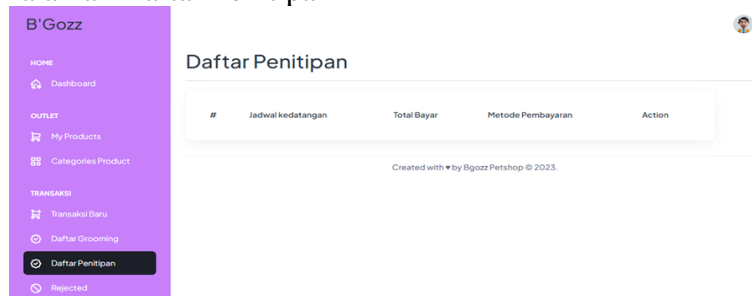 B'Gozz
HOME
Dashboard
OUTLET
My Products
Categories Product
TRANSAKSI
Transaksi Baru
Daftar Grooming
Daftar Penitipan
Rejected
Daftar Penitipan
# Jadwal kedatangan Total Bayar Metode Pembayaran Action
Created with ♥ by Bgozz Petshop © 2023.